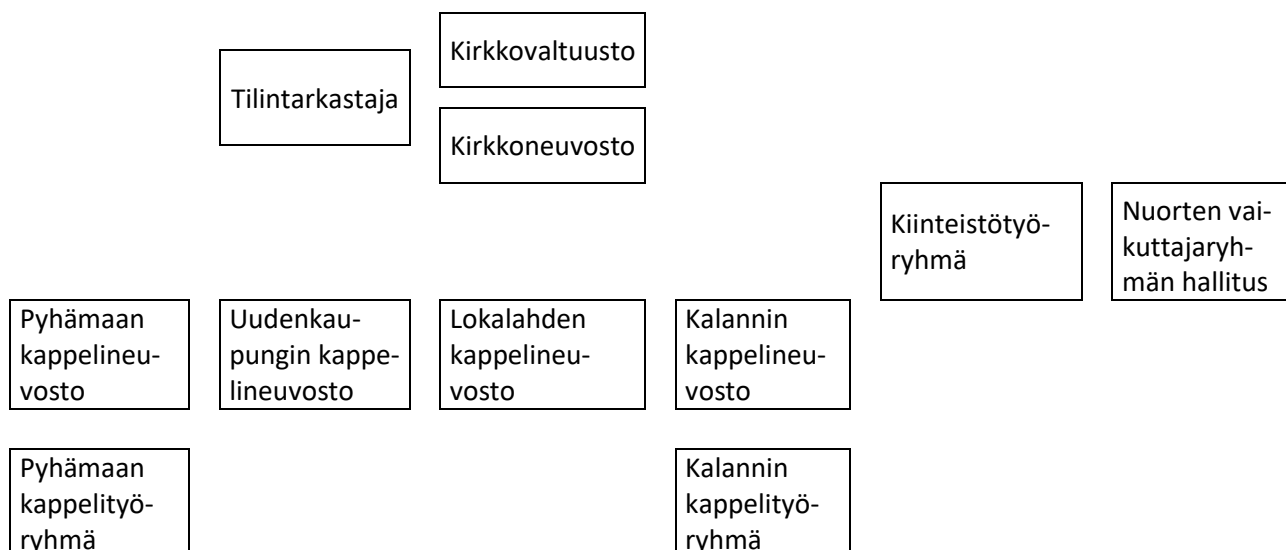 Kirkkovaltuusto
Tilintarkastaja
Kirkkoneuvosto
Kiinteistötyö-
ryhmä
Nuorten vai-
kuttajaryh-
män hallitus
Pyhämaan
kappelineu-
vosto
Uudenkau-
pungin kappe-
lineuvosto
Lokalahden
kappelineu-
vosto
Kalannin
kappelineu-
vosto
Pyhämaan
kappelityö-
ryhmä
Kalannin
kappelityö-
ryhmä